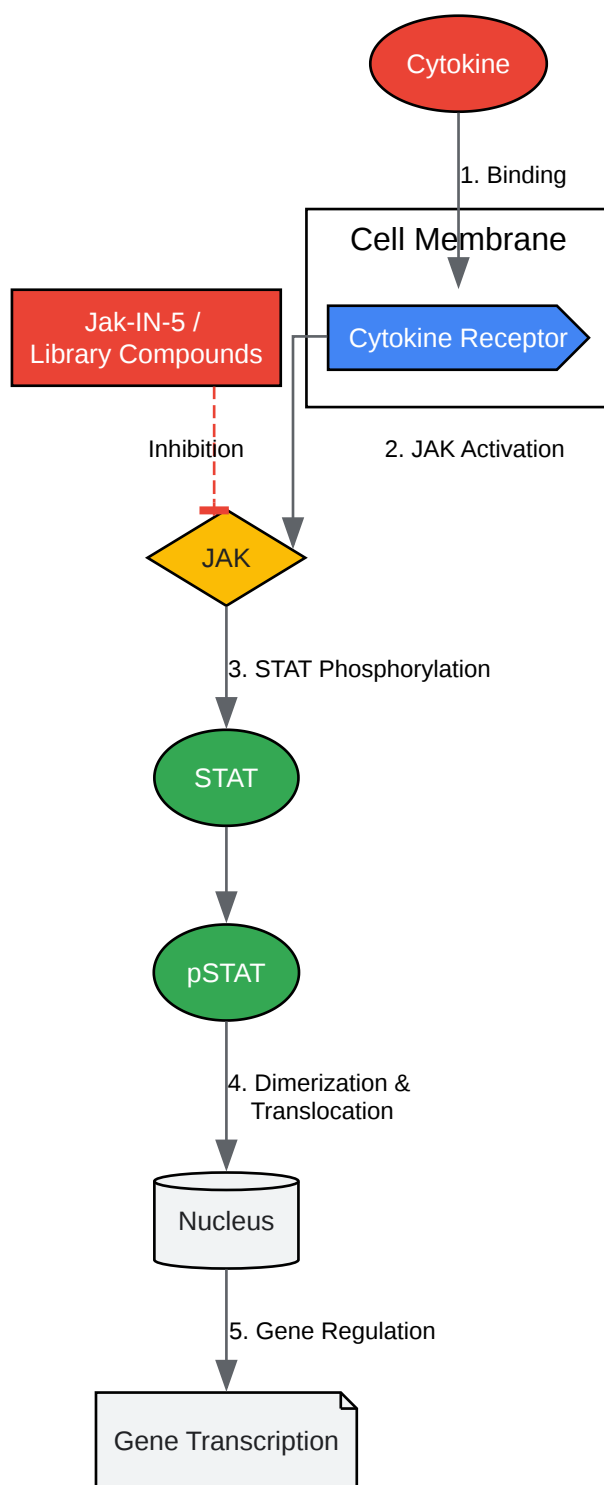 Cytokine
1. Binding
Cell Membrane
Jak-IN-5 /
Library Compounds
Cytokine Receptor
Inhibition
2. JAK Activation
JAK
3. STAT Phosphorylation
STAT
pSTAT
4. Dimerization &
Translocation
Nucleus
5. Gene Regulation
Gene Transcription